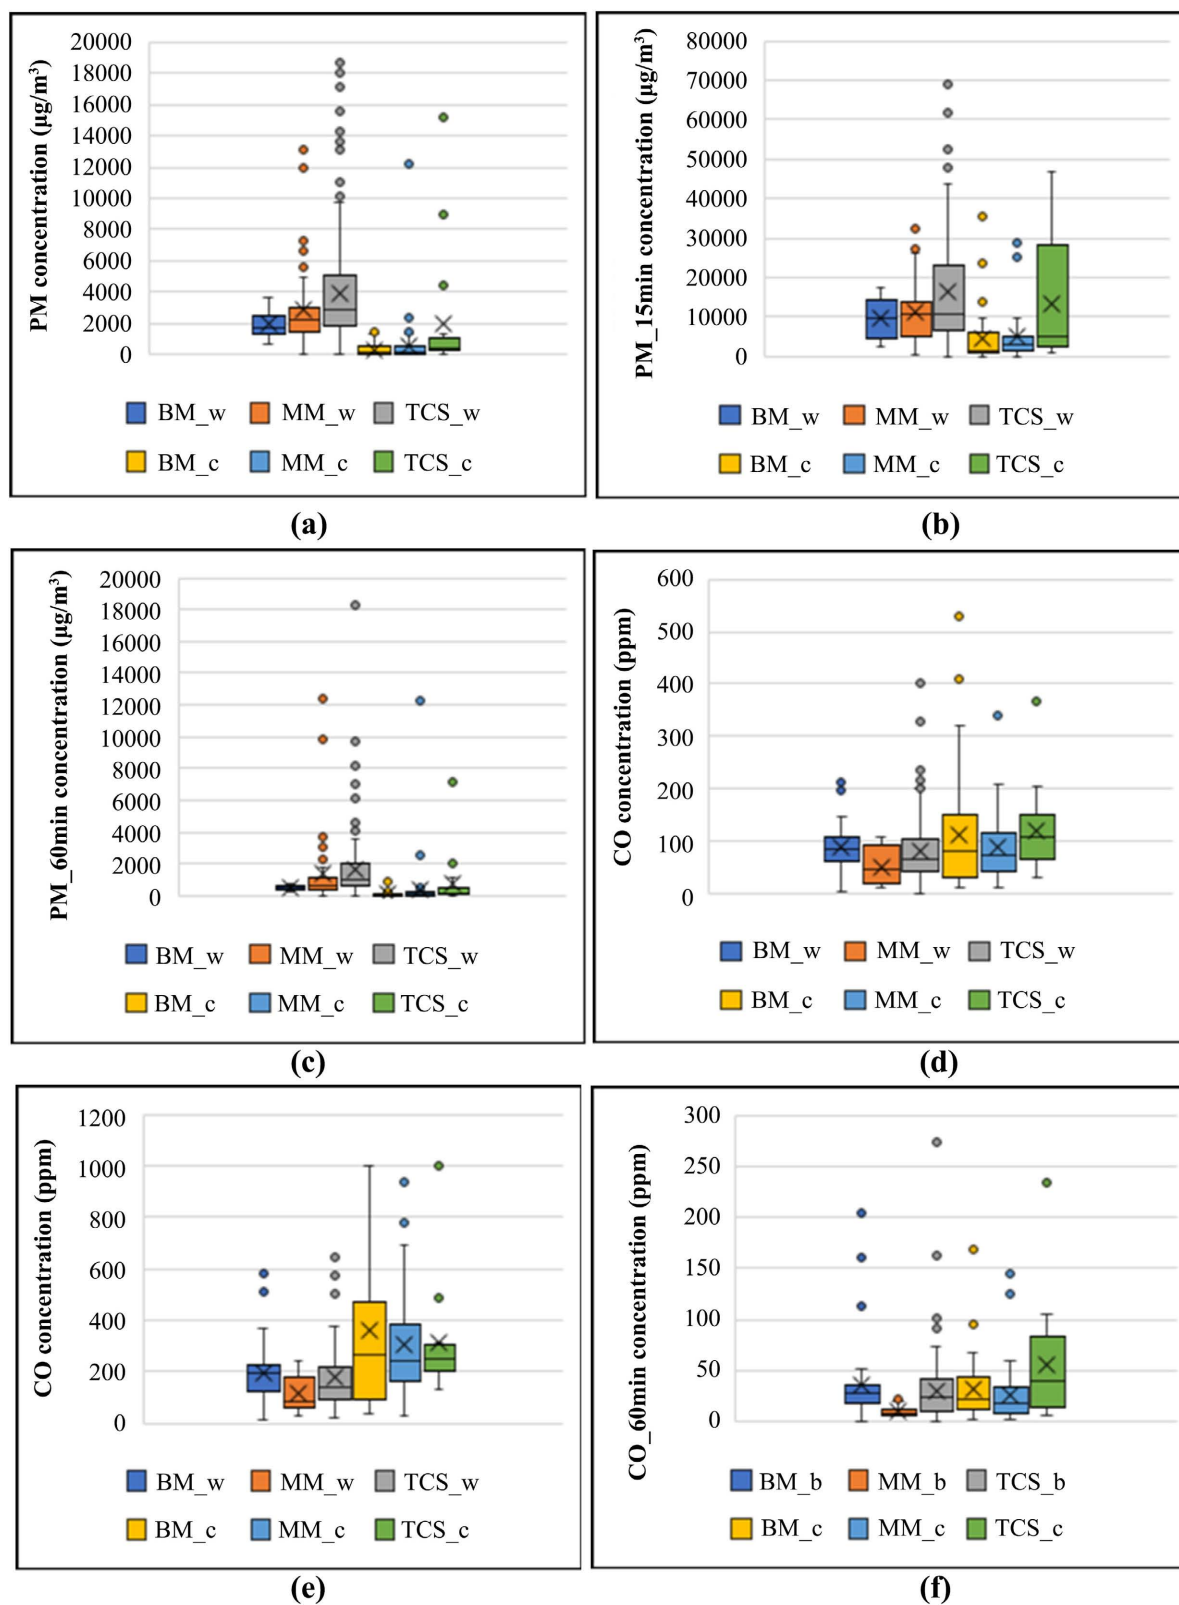 PM concentration (µg/m³)
20000
18000
16000
14000
12000
10000
8000
6000
4000
2000
0
BM_w MM_w TCS_w
BM_c MM_c TCS_c
(a)
PM_15min concentration (µg/m³)
80000
70000
60000
50000
40000
30000
20000
10000
0
BM_w MM_w TCS_w
BM_c MM_c TCS_c
(b)
PM_60min concentration (µg/m³)
20000
18000
16000
14000
12000
10000
8000
6000
4000
2000
0
BM_w MM_w TCS_w
BM_c MM_c TCS_c
(c)
CO concentration (ppm)
600
500
400
300
200
100
0
BM_w MM_w TCS_w
BM_c MM_c TCS_c
(d)
CO concentration (ppm)
1200
1000
800
600
400
200
0
BM_w MM_w TCS_w
BM_c MM_c TCS_c
(e)
CO_60min concentration (ppm)
300
250
200
150
100
50
0
BM_b MM_b TCS_b
BM_c MM_c TCS_c
(f)